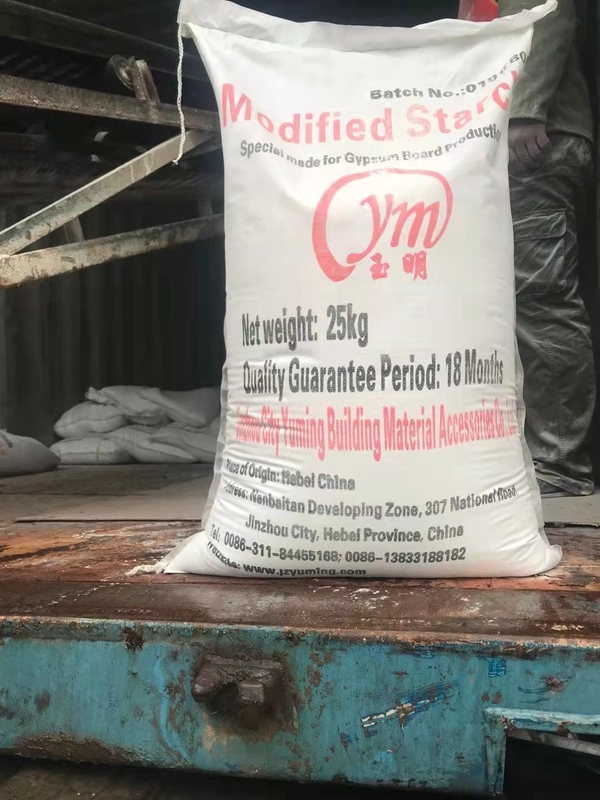 Batch No.:
Modified Starch
Special made for Gypsum Board Production
ym
玉明
Net weight: 25kg
Quality Guarantee Period: 18 Months
City Yuming Building Material Accessories Co.,
Place of Origin: Hebei China
Address: Nanbaitan Developing Zone, 307 National Road
Jinzhou City, Hebei Province, China
Tel: 0086-311-84455168; 0086-13833188182
Website: www.jzyuming.com